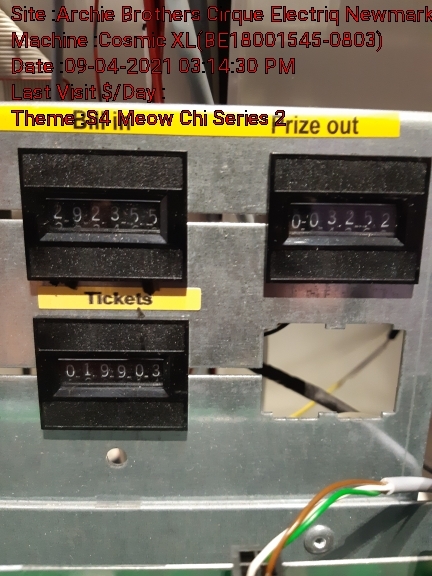 Site :Archie Brothers Cirque Electriq Newmark
Machine :Cosmic XL(BE18001545-0803)
Date :09-04-2021 03:14:30 PM
Last Visit $/Day :
Theme :S4 Meow Chi Series 2
Bill in
Prize out
292355
003252
Tickets
019903